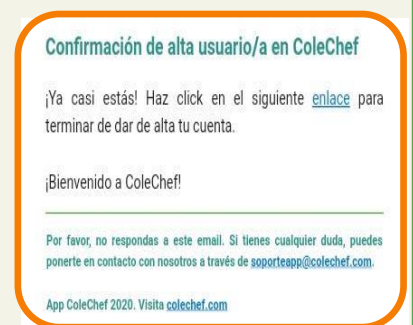 Confirmación de alta usuario/a en ColeChef
¡Ya casi estás! Haz click en el siguiente enlace para
terminar de dar de alta tu cuenta.
¡Bienvenido a ColeChef!
Por favor, no respondas a este email. Si tienes cualquier duda, puedes
ponerte en contacto con nosotros a través de soporteapp@colechef.com.
App ColeChef 2020. Visita colechef.com